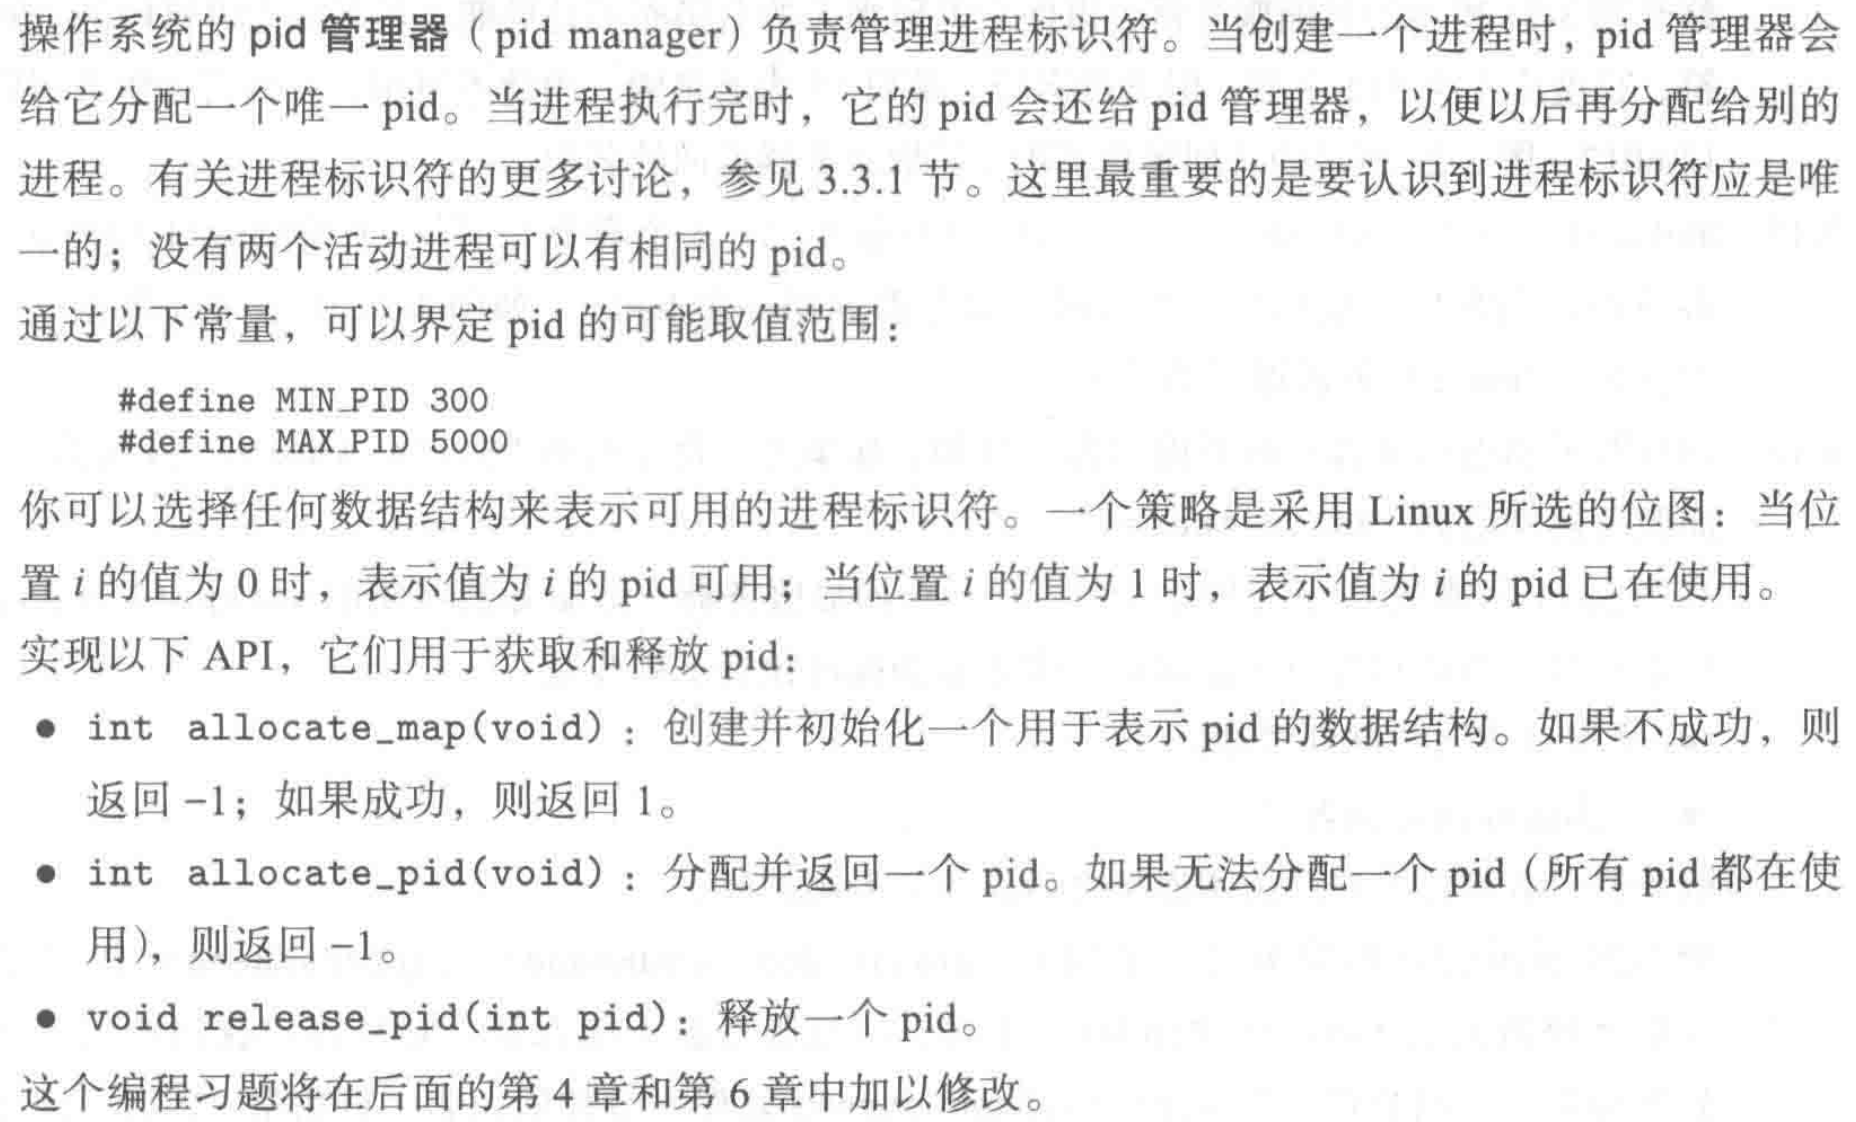 操作系统的 pid 管理器（pid manager）负责管理进程标识符。当创建一个进程时，pid 管理器会
给它分配一个唯一 pid。当进程执行完时，它的 pid 会还给 pid 管理器，以便以后再分配给别的
进程。有关进程标识符的更多讨论，参见 3.3.1 节。这里最重要的是要认识到进程标识符应是唯
一的；没有两个活动进程可以有相同的 pid。
通过以下常量，可以界定 pid 的可能取值范围：
#define MIN_PID 300
#define MAX_PID 5000
你可以选择任何数据结构来表示可用的进程标识符。一个策略是采用 Linux 所选的位图：当位
置 i 的值为 0 时，表示值为 i 的 pid 可用；当位置 i 的值为 1 时，表示值为 i 的 pid 已在使用。
实现以下 API，它们用于获取和释放 pid：
● int allocate_map(void)：创建并初始化一个用于表示 pid 的数据结构。如果不成功，则
返回 –1；如果成功，则返回 1。
● int allocate_pid(void)：分配并返回一个 pid。如果无法分配一个 pid（所有 pid 都在使
用），则返回 –1。
● void release_pid(int pid)：释放一个 pid。
这个编程习题将在后面的第 4 章和第 6 章中加以修改。